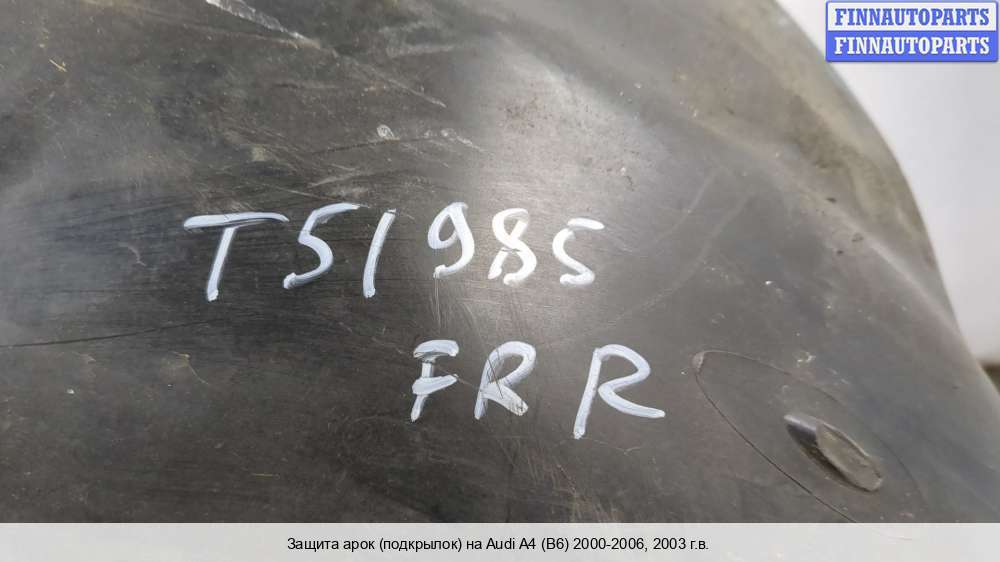 FINNAUTOPARTS
FINNAUTOPARTS
T51985
FRR
Защита арок (подкрылок) на Audi A4 (B6) 2000-2006, 2003 г.в.